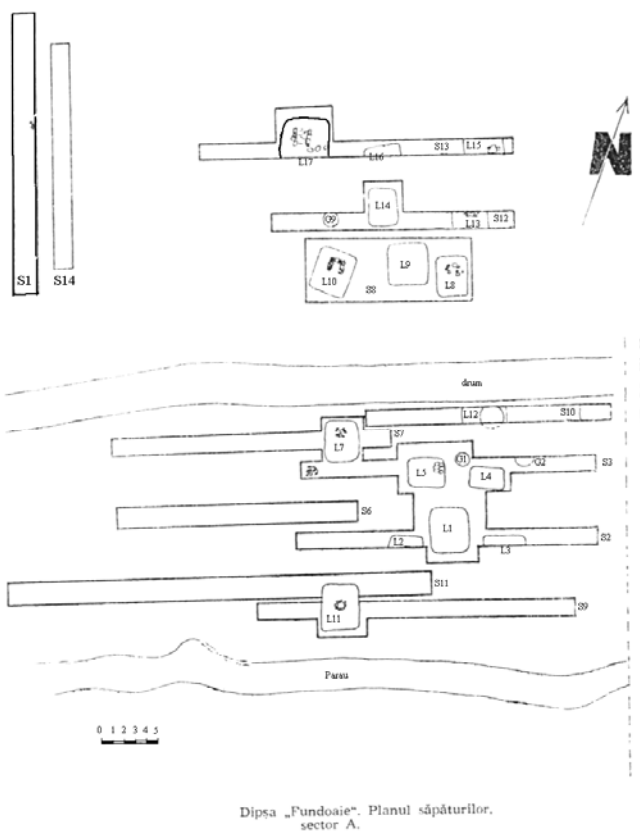 N
S13
L15
L16
L17
L14
G9
L13
S12
L9
L10
L8
S8
S1
S14
drum
L12
S10
S7
L7
G1
G2
S3
L5
L4
S6
L1
L2
L3
S2
S11
S9
L11
Parau
0 1 2 3 4 5
Dipşa „Fundoaie“. Planul săpăturilor,
sector A.